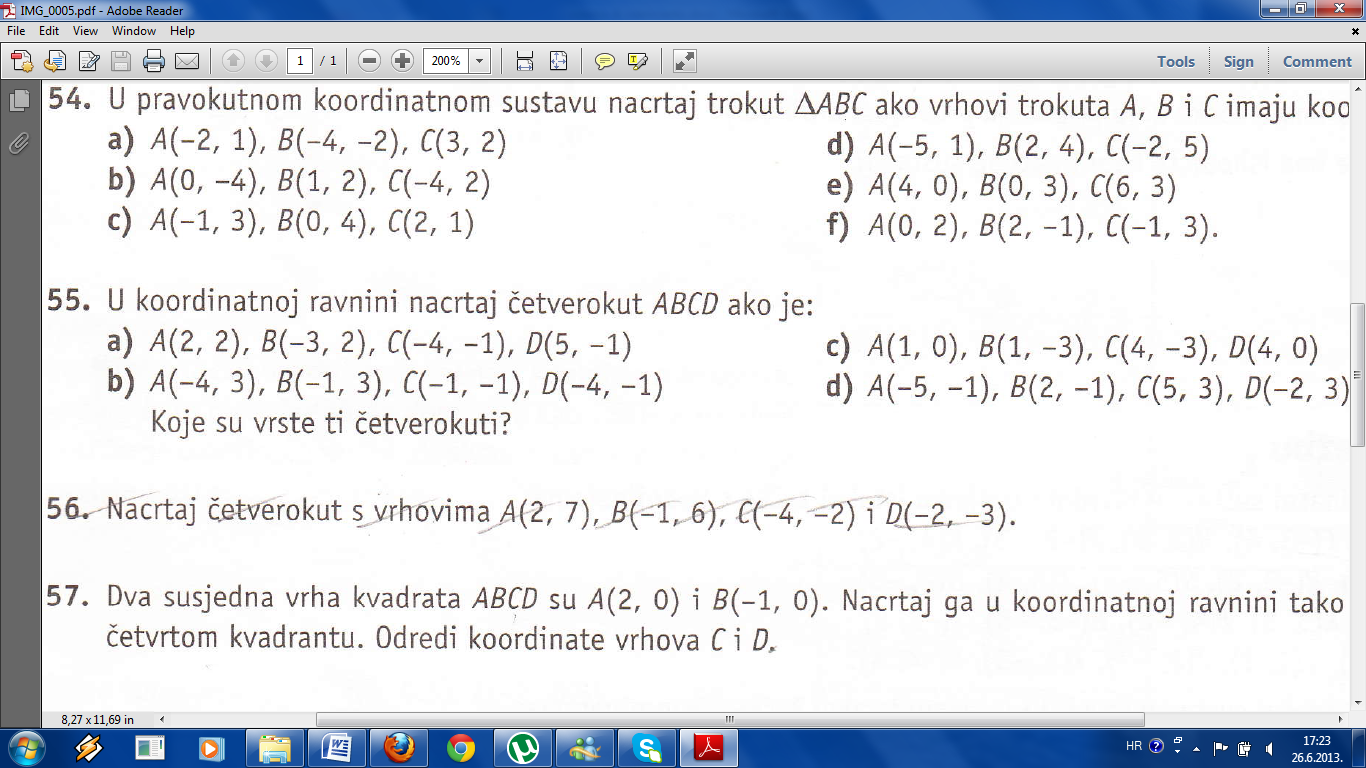 IMG_0005.pdf - Adobe Reader
File Edit View Window Help
1 / 1 200% Tools Sign Comment
54. U pravokutnom koordinatnom sustavu nacrtaj trokut ΔABC ako vrhovi trokuta A, B i C imaju koo
a) A(–2, 1), B(–4, –2), C(3, 2)
b) A(0, –4), B(1, 2), C(–4, 2)
c) A(–1, 3), B(0, 4), C(2, 1)
d) A(–5, 1), B(2, 4), C(–2, 5)
e) A(4, 0), B(0, 3), C(6, 3)
f) A(0, 2), B(2, –1), C(–1, 3).
55. U koordinatnoj ravnini nacrtaj četverokut ABCD ako je:
a) A(2, 2), B(–3, 2), C(–4, –1), D(5, –1)
b) A(–4, 3), B(–1, 3), C(–1, –1), D(–4, –1)
c) A(1, 0), B(1, –3), C(4, –3), D(4, 0)
d) A(–5, –1), B(2, –1), C(5, 3), D(–2, 3)
Koje su vrste ti četverokuti?
56. Nacrtaj četverokut s vrhovima A(2, 7), B(–1, 6), C(–4, –2) i D(–2, –3).
57. Dva susjedna vrha kvadrata ABCD su A(2, 0) i B(–1, 0). Nacrtaj ga u koordinatnoj ravnini tako
četvrtom kvadrantu. Odredi koordinate vrhova C i D.
8,27 x 11,69 in
HR 17:23
26.6.2013.